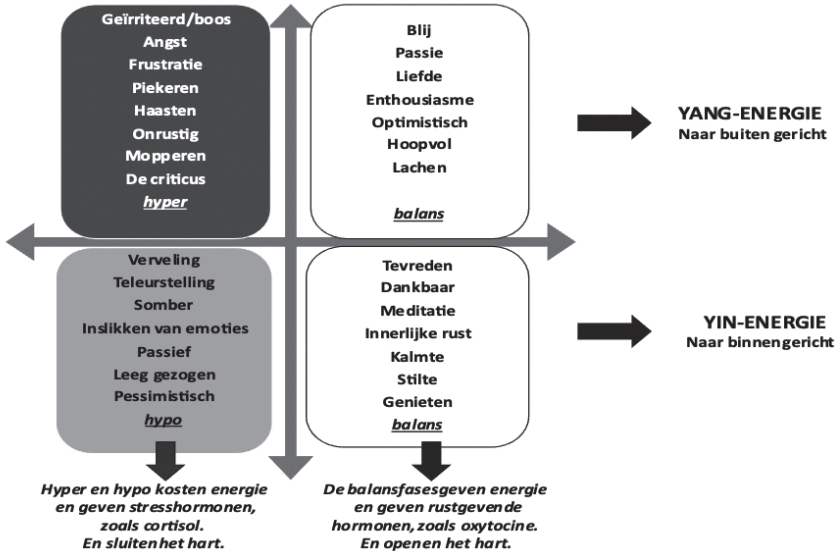 Geïrriteerd/boos
Angst
Frustratie
Piekeren
Haasten
Onrustig
Mopperen
De criticus
hyper
Blij
Passie
Liefde
Enthousiasme
Optimistisch
Hoopvol
Lachen
balans
YANG-ENERGIE
Naar buiten gericht
Verveling
Teleurstelling
Somber
Inslikken van emoties
Passief
Leeg gezogen
Pessimistisch
hypo
Tevreden
Dankbaar
Meditatie
Innerlijke rust
Kalmte
Stilte
Genieten
balans
YIN-ENERGIE
Naar binnengericht
Hyper en hypo kosten energie
en geven stresshormonen,
zoals cortisol.
En sluitenhet hart.
De balansfasesgeven energie
en geven rustgevende
hormonen, zoals oxytocine.
En openen het hart.